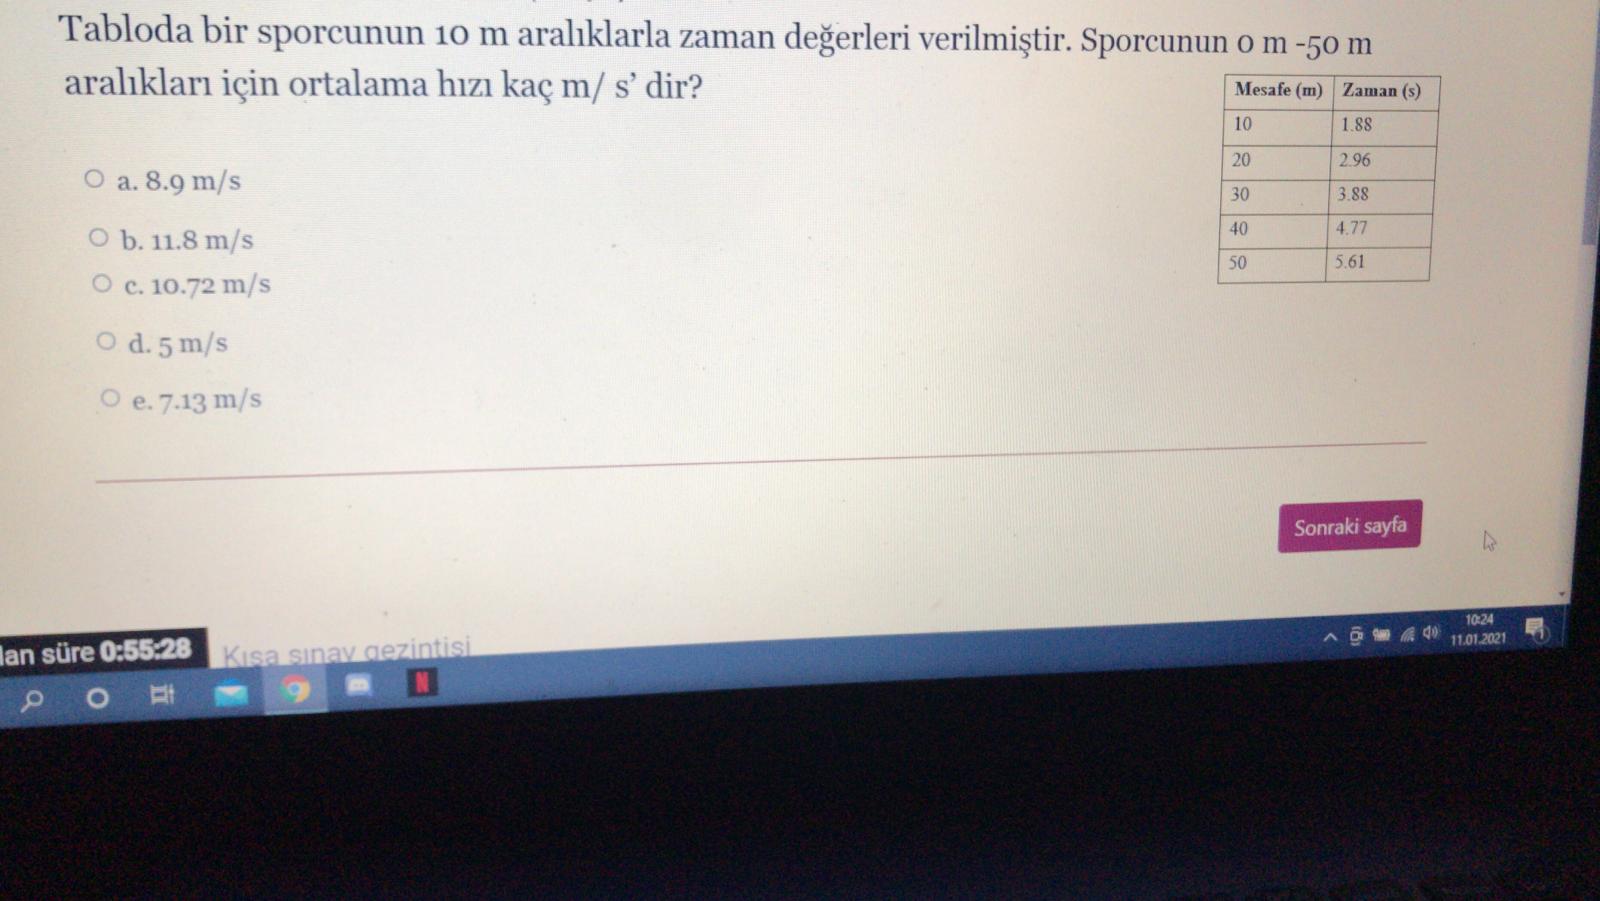 Tabloda bir sporcunun 10 m aralıklarla zaman değerleri verilmiştir. Sporcunun 0 m -50 m
aralıkları için ortalama hızı kaç m/ s’ dir?
Mesafe (m) Zaman (s)
10 1.88
20 2.96
30 3.88
40 4.77
50 5.61
a. 8.9 m/s
b. 11.8 m/s
c. 10.72 m/s
d. 5 m/s
e. 7.13 m/s
Sonraki sayfa
lan süre 0:55:28
Kısa sınav gezintisi
N
10:24
11.01.2021
1